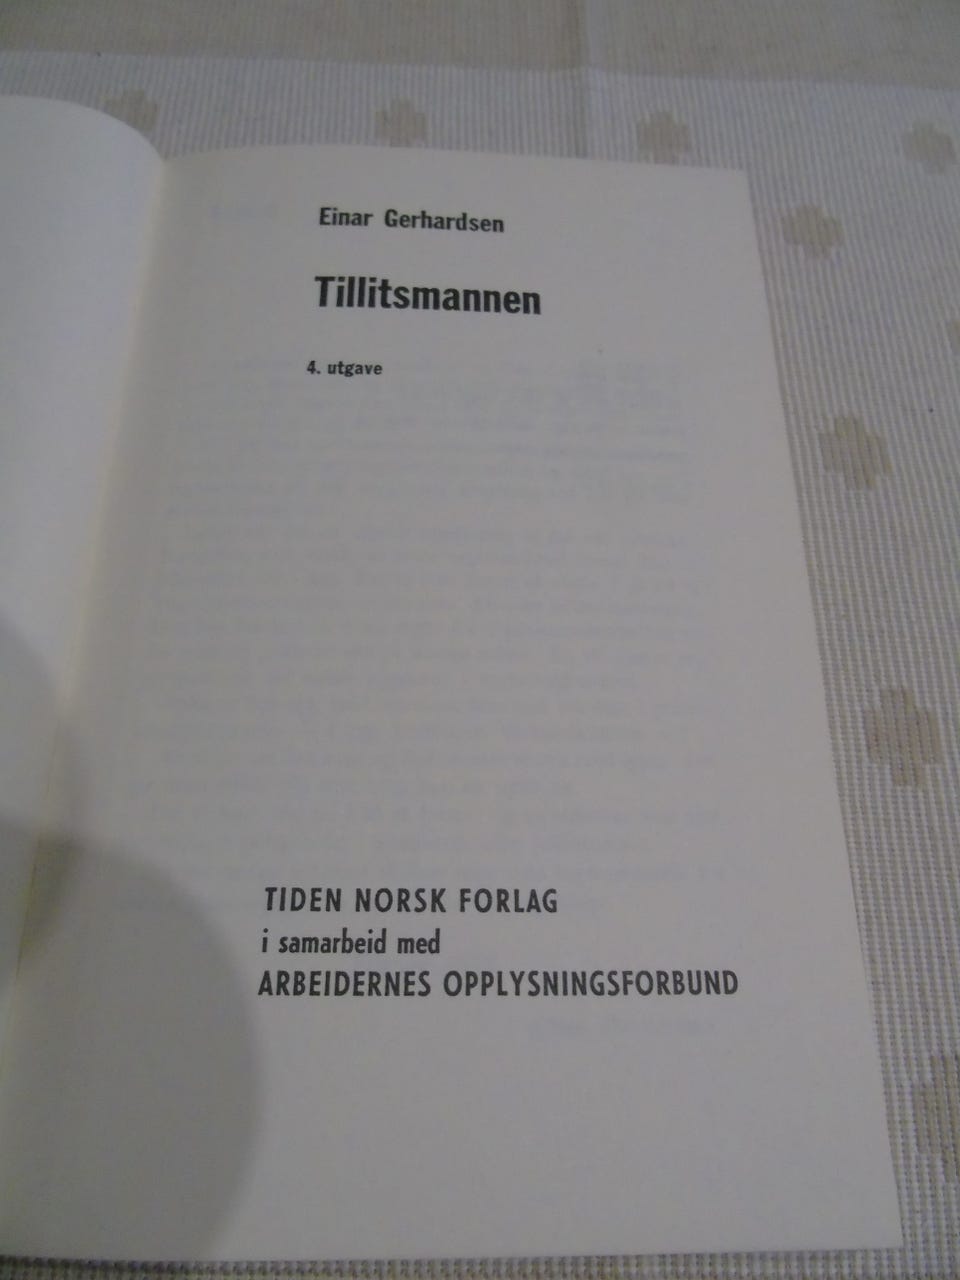 Einar Gerhardsen
Tillitsmannen
4. utgave
TIDEN NORSK FORLAG
i samarbeid med
ARBEIDERNES OPPLYSNINGSFORBUND